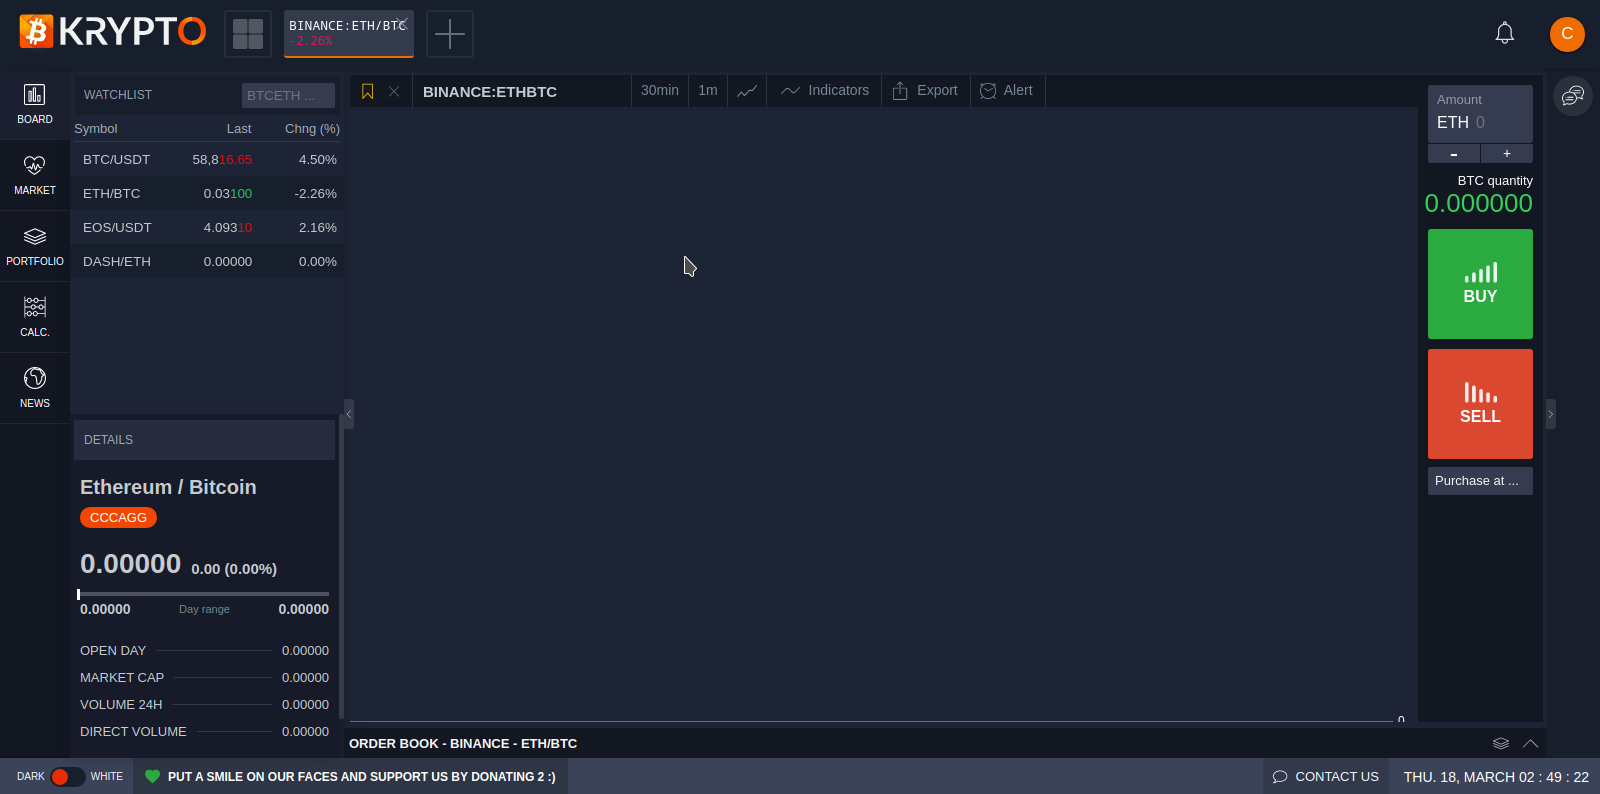 KRYPTO
BINANCE:ETH/BTC
-2.26%
C
BOARD
MARKET
PORTFOLIO
CALC.
NEWS
WATCHLIST
BTCETH ...
Symbol Last Chng (%)
BTC/USDT 58,816.65 4.50%
ETH/BTC 0.03100 -2.26%
EOS/USDT 4.09310 2.16%
DASH/ETH 0.00000 0.00%
DETAILS
Ethereum / Bitcoin
CCCAGG
0.00000 0.00 (0.00%)
0.00000 Day range 0.00000
OPEN DAY 0.00000
MARKET CAP 0.00000
VOLUME 24H 0.00000
DIRECT VOLUME 0.00000
BINANCE:ETHBTC 30min 1m Indicators Export Alert
0
Amount
ETH 0
- +
BTC quantity
0.000000
BUY
SELL
Purchase at ...
ORDER BOOK - BINANCE - ETH/BTC
DARK WHITE PUT A SMILE ON OUR FACES AND SUPPORT US BY DONATING 2 :) CONTACT US THU. 18, MARCH 02 : 49 : 22